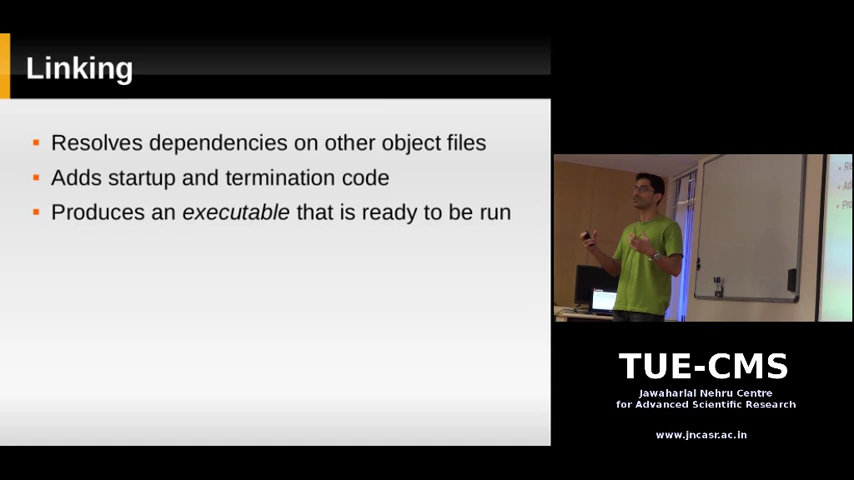 Linking
Resolves dependencies on other object files
Adds startup and termination code
Produces an executable that is ready to be run
TUE-CMS
Jawaharlal Nehru Centre
for Advanced Scientific Research
www.jncasr.ac.in